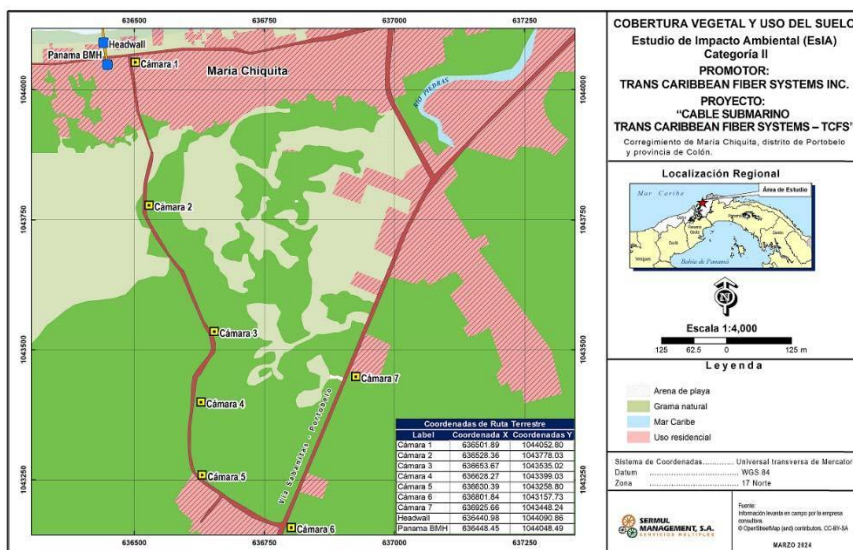 636500 636750 637000 637250
COBERTURA VEGETAL Y USO DEL SUELO
Estudio de Impacto Ambiental (EsIA)
Categoría II
PROMOTOR:
TRANS CARIBBEAN FIBER SYSTEMS INC.
PROYECTO:
"CABLE SUBMARINO
TRANS CARIBBEAN FIBER SYSTEMS – TCFS"
Corregimiento de María Chiquita, distrito de Portobelo
y provincia de Colón.
Headwall
Panama BMH
Cámara 1
María Chiquita
RIO PIEDRAS
1044000
1044000
Cámara 2
1043750
1043750
Cámara 3
1043500
1043500
Cámara 7
Cámara 4
Vía Sabanitas - Portobelo
Cámara 5
1043250
1043250
Cámara 6
Coordenadas de Ruta Terrestre
Label Coordenada X Coordenadas Y
Cámara 1 636501.89 1044052.80
Cámara 2 636528.36 1043778.03
Cámara 3 636653.67 1043535.02
Cámara 4 636628.27 1043399.03
Cámara 5 636630.39 1043258.80
Cámara 6 636801.84 1043157.73
Cámara 7 636925.66 1043448.24
Headwall 636440.98 1044090.86
Panama BMH 636448.45 1044048.49
636500 636750 637000 637250
Localización Regional
Mar Caribe
Área de Estudio
Bahía de Panamá
N
Escala 1:4,000
125 62.5 0 125 m
Leyenda
Arena de playa
Grama natural
Mar Caribe
Uso residencial
Sistema de Coordenadas Universal transversa de Mercator
Datum WGS 84
Zona 17 Norte
SERMUL
MANAGEMENT, S.A.
SERVICIOS MÚLTIPLES
Fuente:
Información levantada en campo por la empresa
consultora.
© OpenStreetMap (and) contributors, CC-BY-SA
MARZO 2024